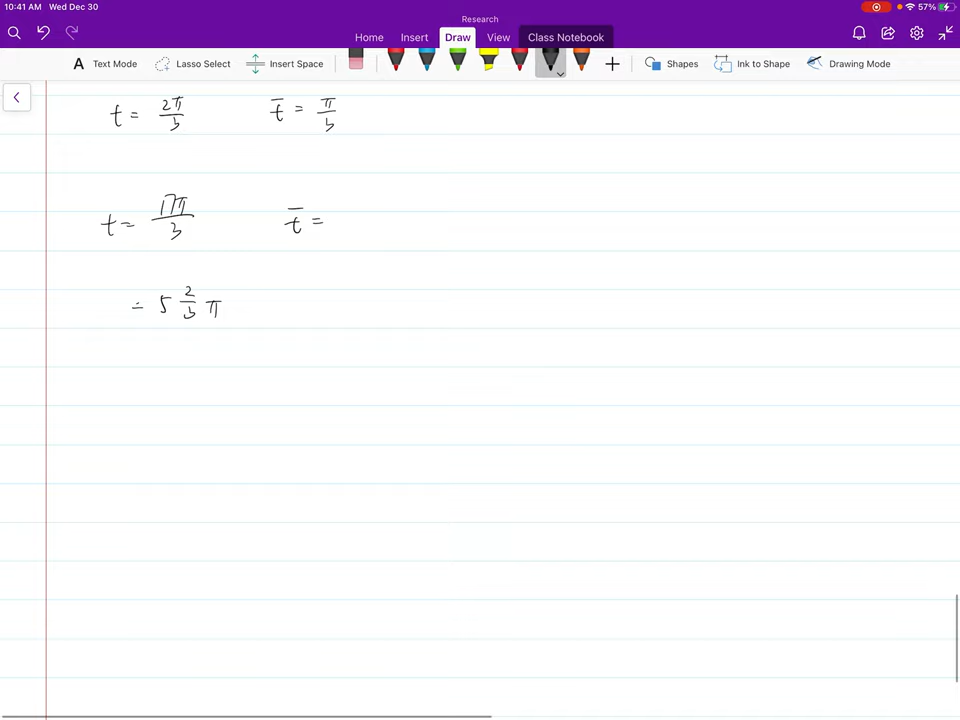 10:41 AM Wed Dec 30 57%
Research
Home Insert Draw View Class Notebook
A Text Mode Lasso Select Insert Space Shapes Ink to Shape Drawing Mode
t = 2π/3 t̄ = π/3
t = 17π/3 t̄ =
= 5 2/3 π